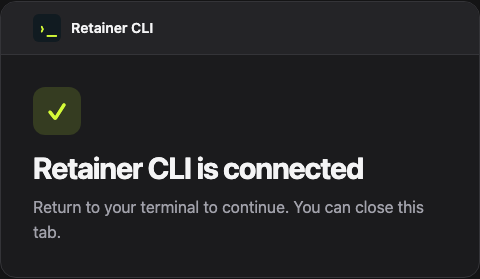 Retainer CLI
Retainer CLI is connected
Return to your terminal to continue. You can close this
tab.